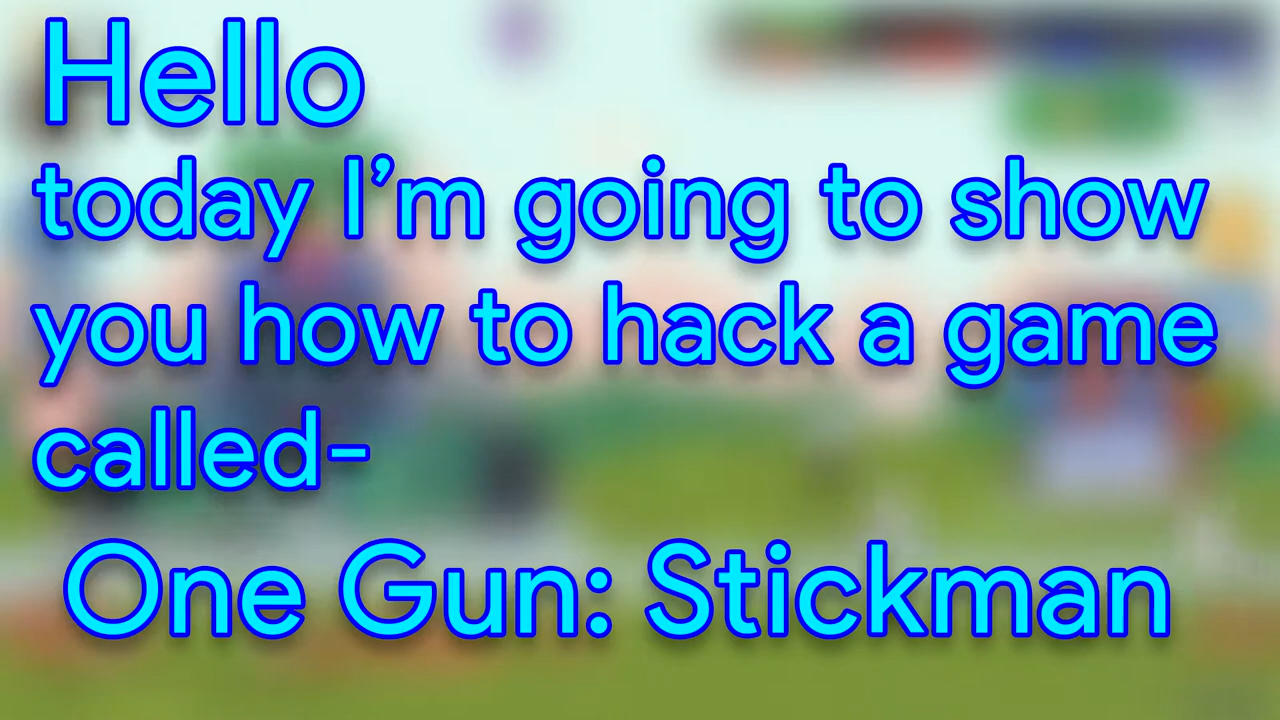 Hello
today I’m going to show
you how to hack a game
called-
One Gun: Stickman